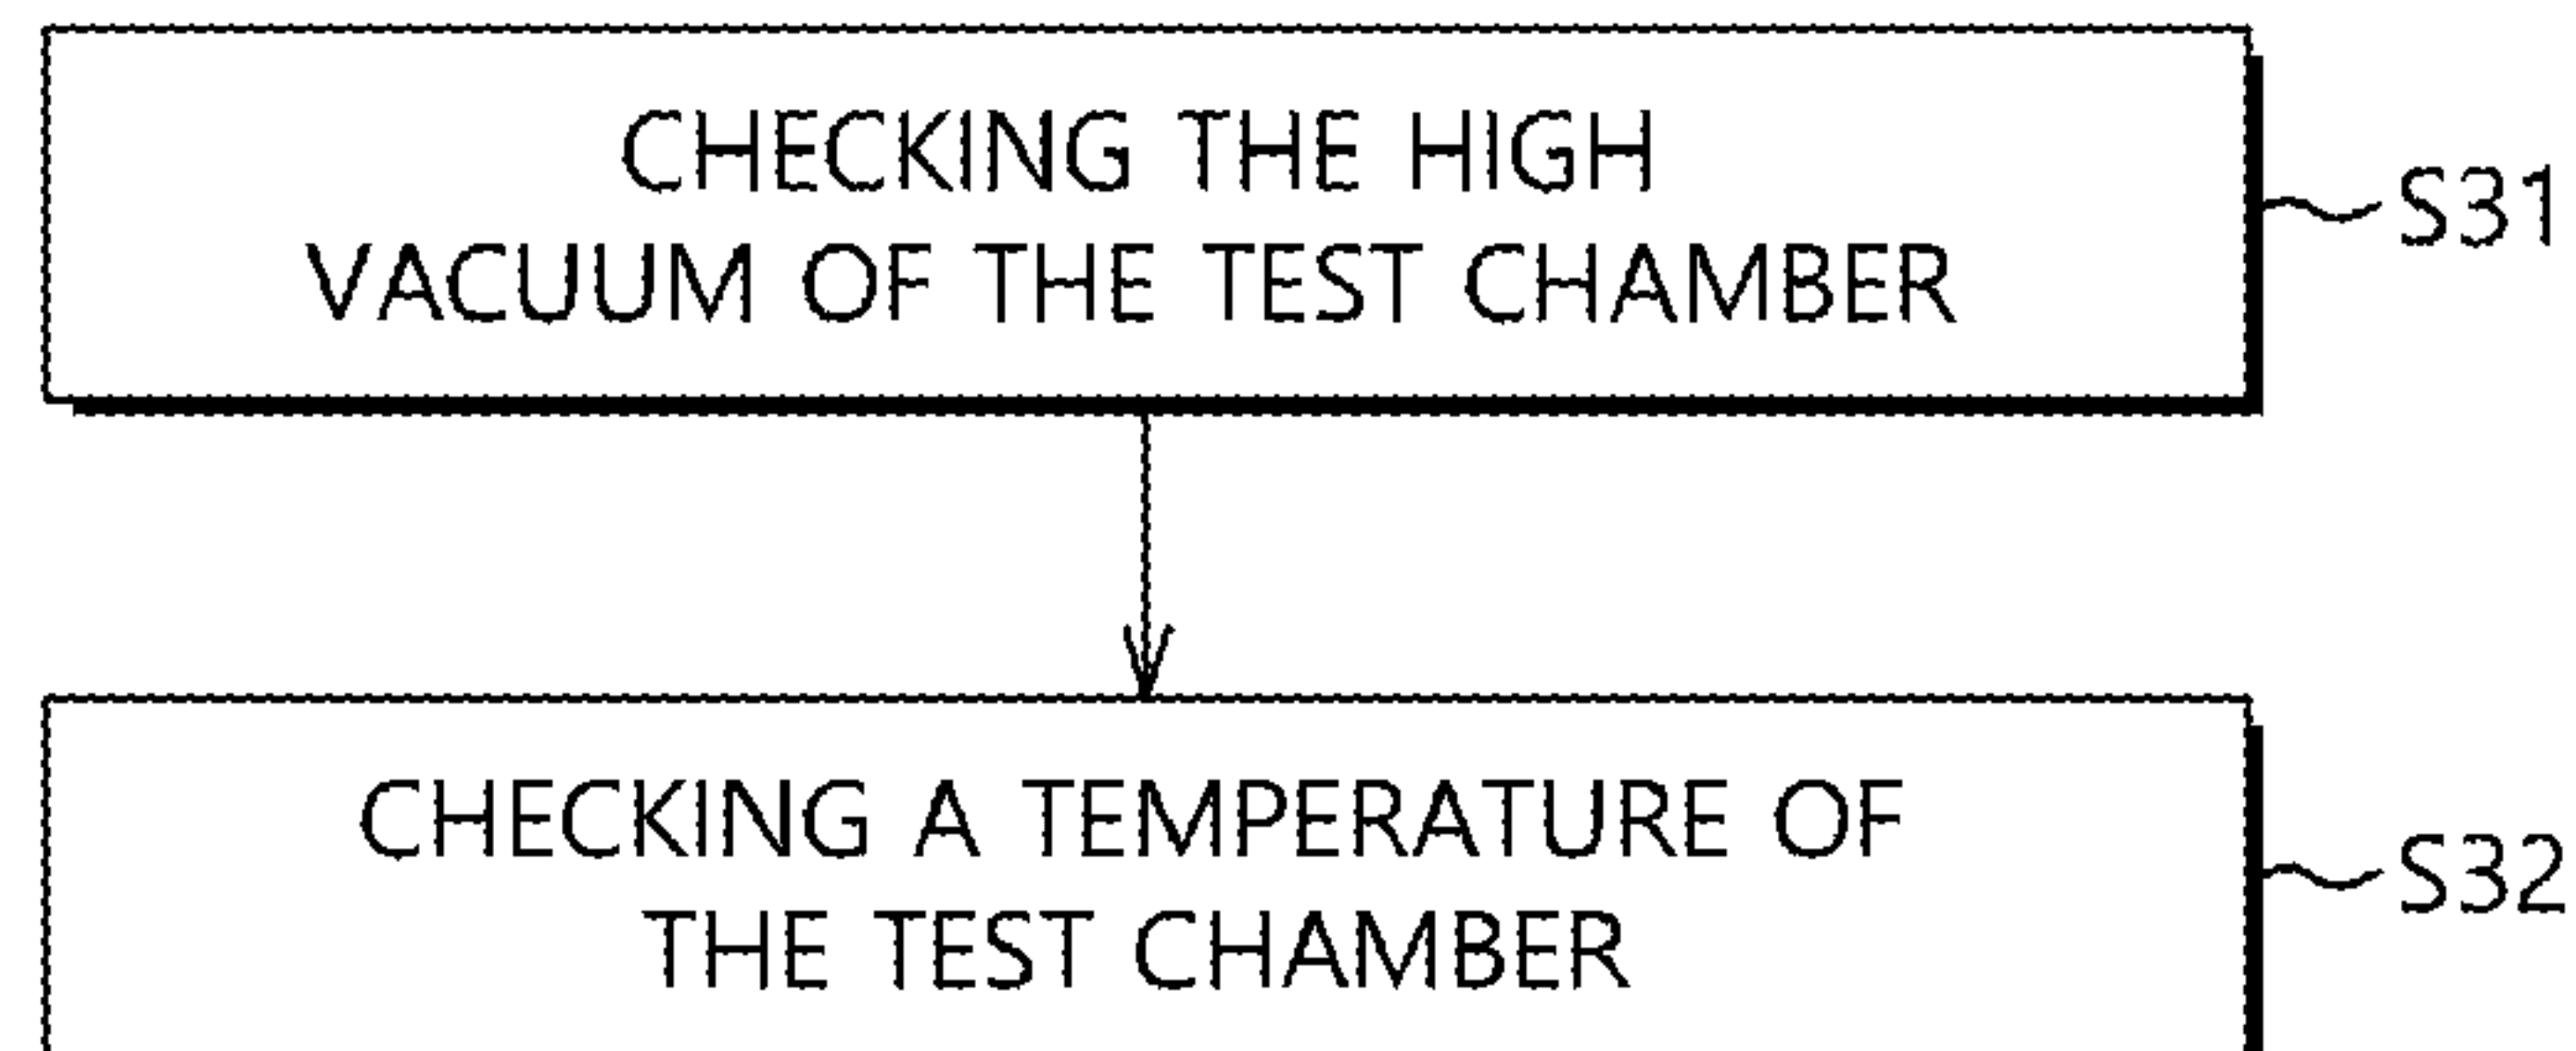 CHECKING THE HIGH
VACUUM OF THE TEST CHAMBER
S31
CHECKING A TEMPERATURE OF
THE TEST CHAMBER
S32